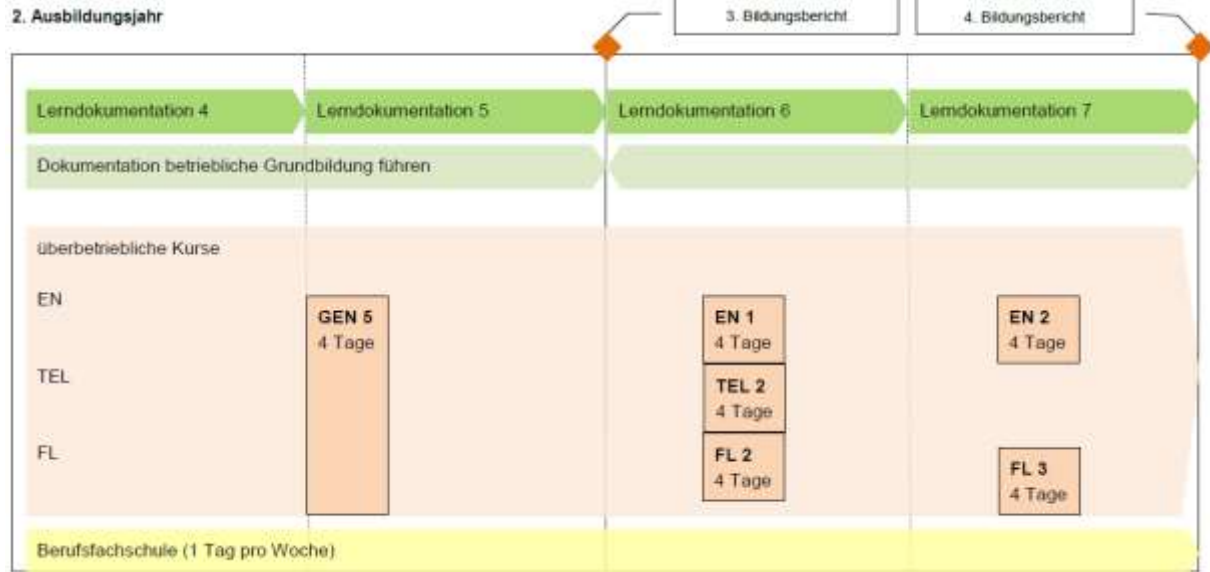 2. Ausbildungsjahr
3. Bildungsbericht
4. Bildungsbericht
Lerndokumentation 4
Lerndokumentation 5
Lerndokumentation 6
Lerndokumentation 7
Dokumentation betriebliche Grundbildung führen
überbetriebliche Kurse
EN
GEN 5
4 Tage
EN 1
4 Tage
EN 2
4 Tage
TEL
TEL 2
4 Tage
FL
FL 2
4 Tage
FL 3
4 Tage
Berufsfachschule (1 Tag pro Woche)